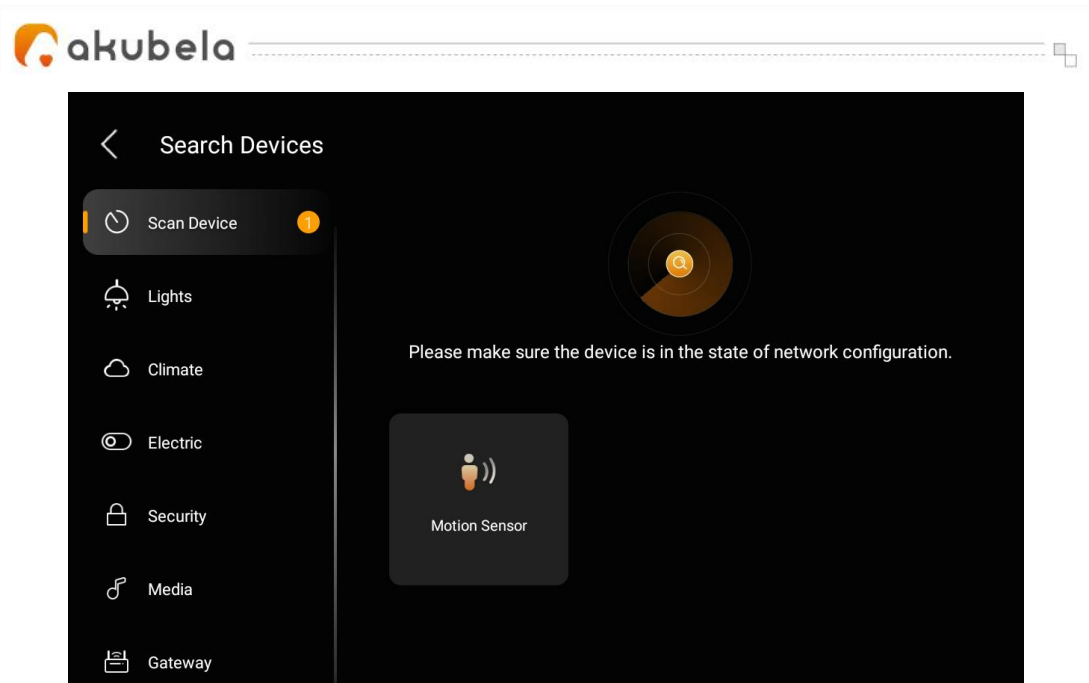 akubela
Search Devices
Scan Device 1
Lights
Climate
Electric
Security
Media
Gateway
Please make sure the device is in the state of network configuration.
Motion Sensor